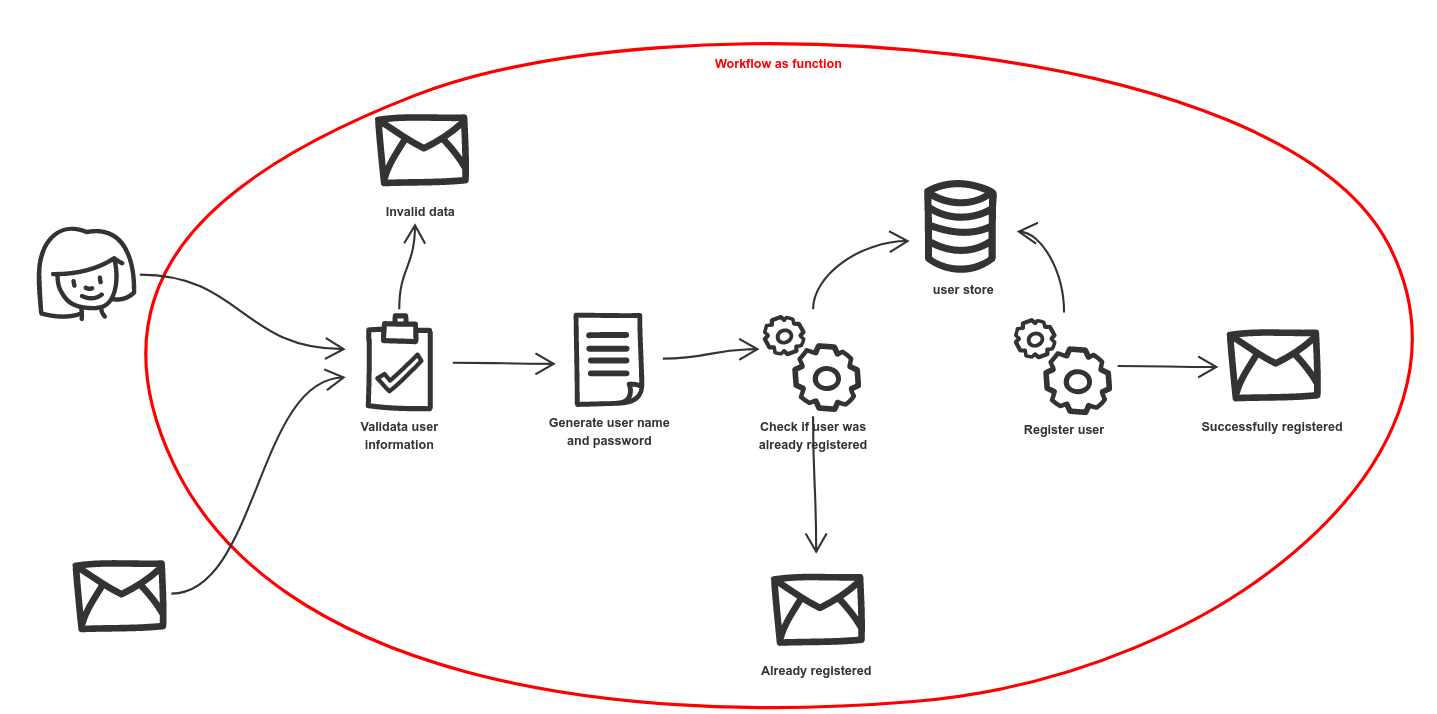 Workflow as function
Invalid data
user store
Validata user
information
Generate user name
and password
Check if user was
already registered
Register user
Successfully registered
Already registered